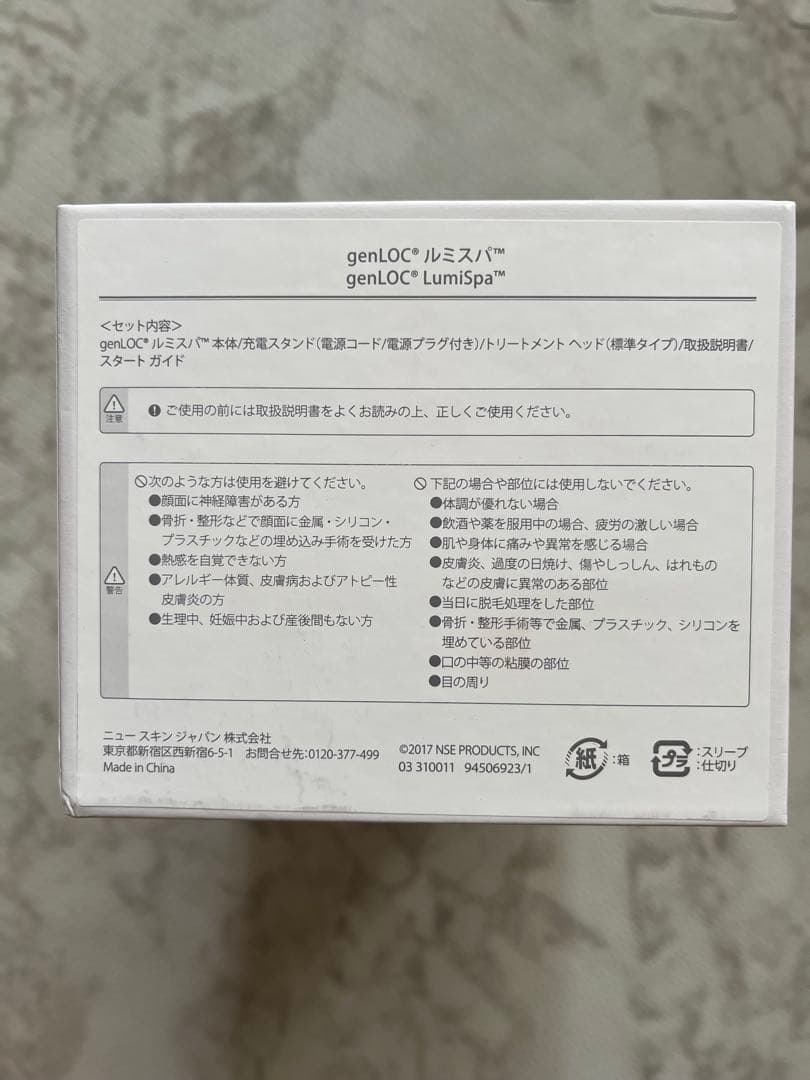 genLOC® ルミスパ™
genLOC® LumiSpa™
＜セット内容＞
genLOC® ルミスパ™ 本体/充電スタンド（電源コード/電源プラグ付き）/トリートメント ヘッド（標準タイプ）/取扱説明書/
スタート ガイド
注意
ご使用の前には取扱説明書をよくお読みの上、正しくご使用ください。
警告
次のような方は使用を避けてください。
●顔面に神経障害がある方
●骨折・整形などで顔面に金属・シリコン・
プラスチックなどの埋め込み手術を受けた方
●熱感を自覚できない方
●アレルギー体質、皮膚病およびアトピー性
皮膚炎の方
●生理中、妊娠中および産後間もない方
下記の場合や部位には使用しないでください。
●体調が優れない場合
●飲酒や薬を服用中の場合、疲労の激しい場合
●肌や身体に痛みや異常を感じる場合
●皮膚炎、過度の日焼け、傷やしっしん、はれもの
などの皮膚に異常のある部位
●当日に脱毛処理をした部位
●骨折・整形手術等で金属、プラスチック、シリコンを
埋めている部位
●口の中等の粘膜の部位
●目の周り
ニュー スキン ジャパン 株式会社
東京都新宿区西新宿6-5-1 お問合せ先:0120-377-499
Made in China
©2017 NSE PRODUCTS, INC
03 310011 94506923/1
紙 :箱
プラ :スリーブ
:仕切り